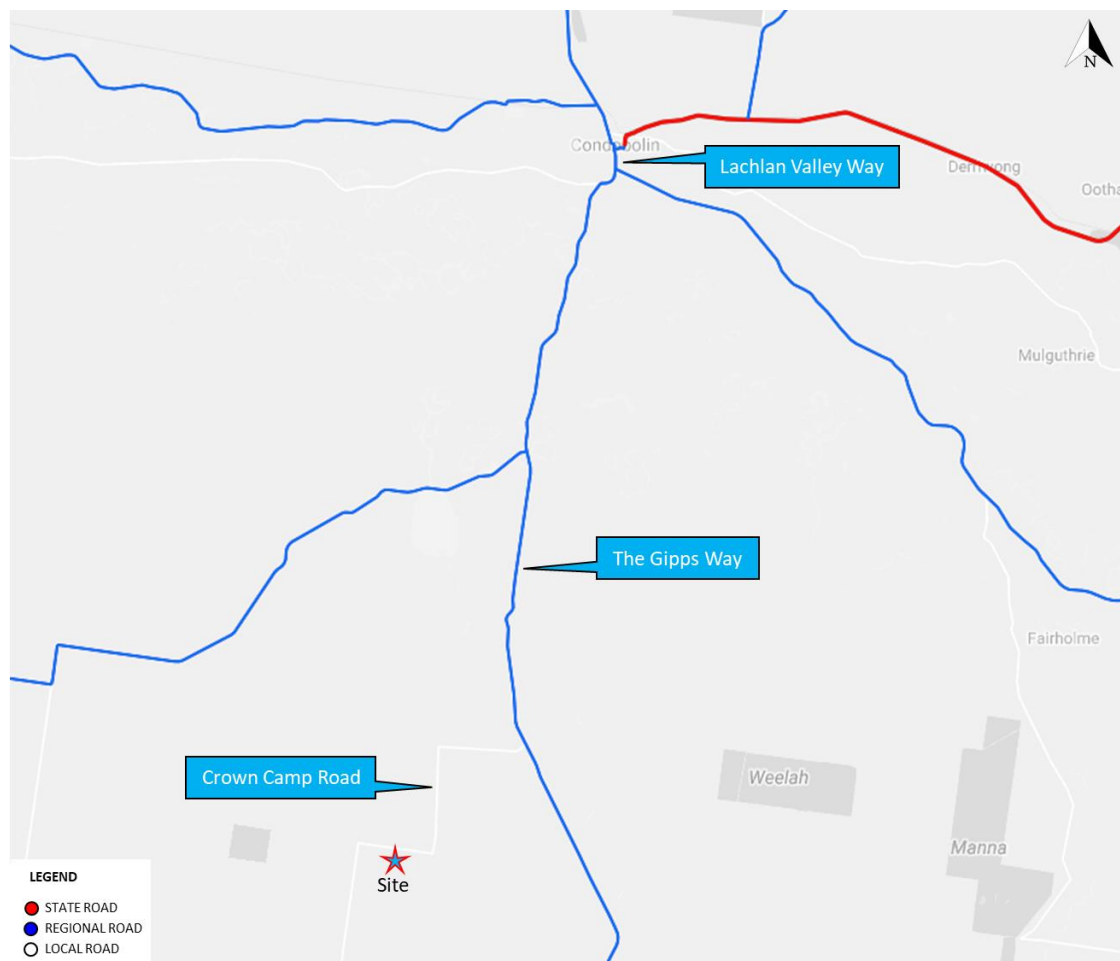 N
Condobolin
Lachlan Valley Way
Derriwong
Ootha
Mulguthrie
The Gipps Way
Fairholme
Crown Camp Road
Weelah
Manna
Site
LEGEND
STATE ROAD
REGIONAL ROAD
LOCAL ROAD